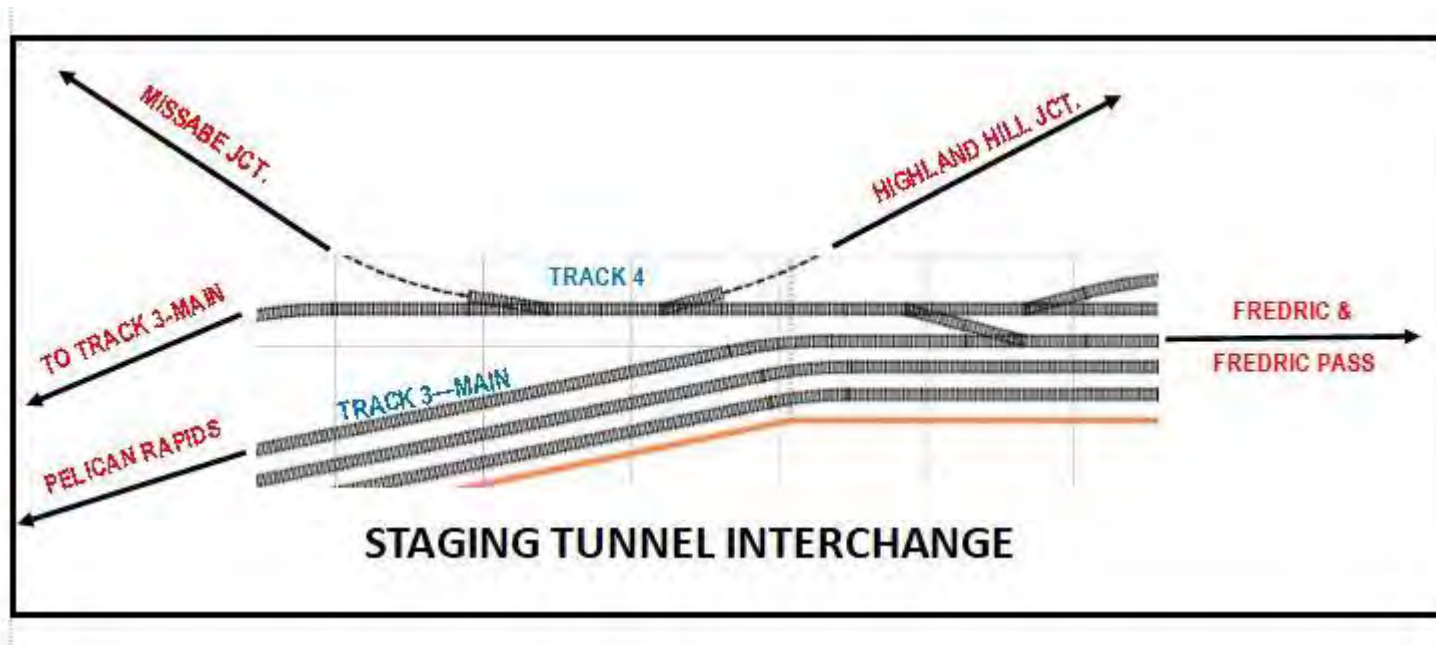 MISSABE JCT.
HIGHLAND HILL JCT.
TRACK 4
TO TRACK 3-MAIN
FREDRIC &
FREDRIC PASS
TRACK 3---MAIN
PELICAN RAPIDS
STAGING TUNNEL INTERCHANGE